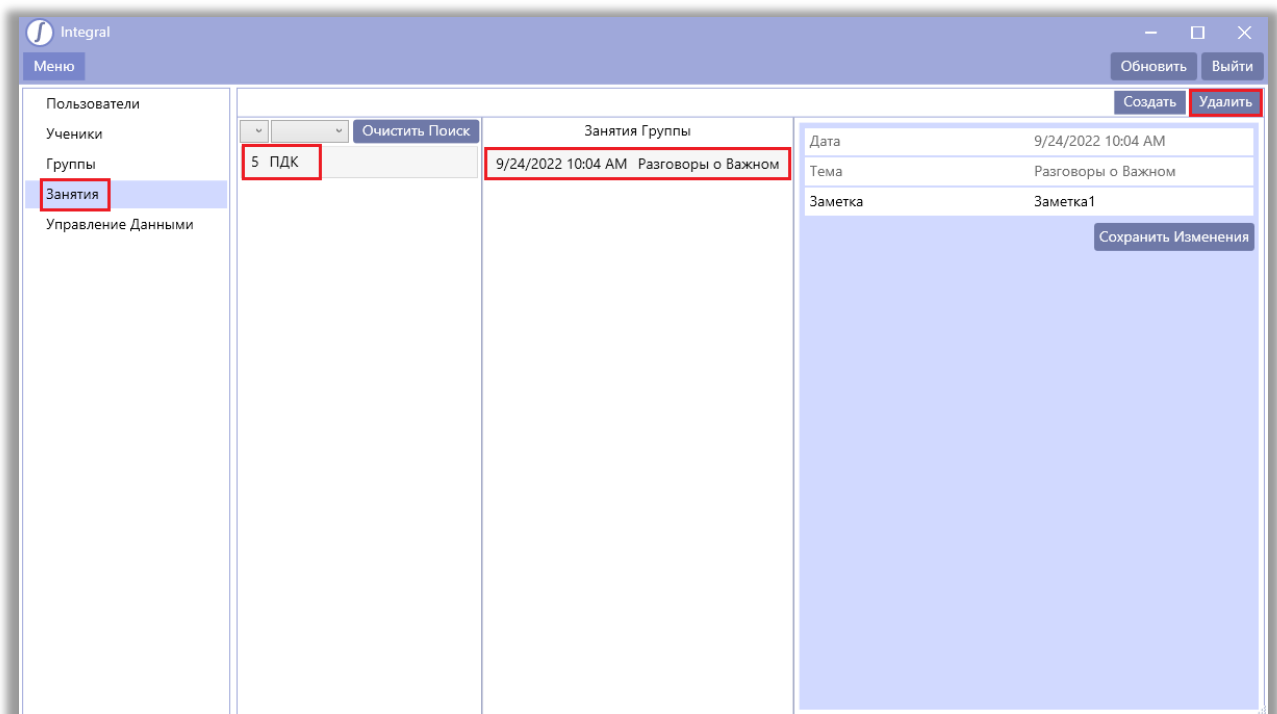 Integral
Меню
Обновить
Выйти
Пользователи
Ученики
Группы
Занятия
Управление Данными
Создать
Удалить
Очистить Поиск
5 ПДК
Занятия Группы
9/24/2022 10:04 AM Разговоры о Важном
Дата 9/24/2022 10:04 AM
Тема Разговоры о Важном
Заметка Заметка1
Сохранить Изменения